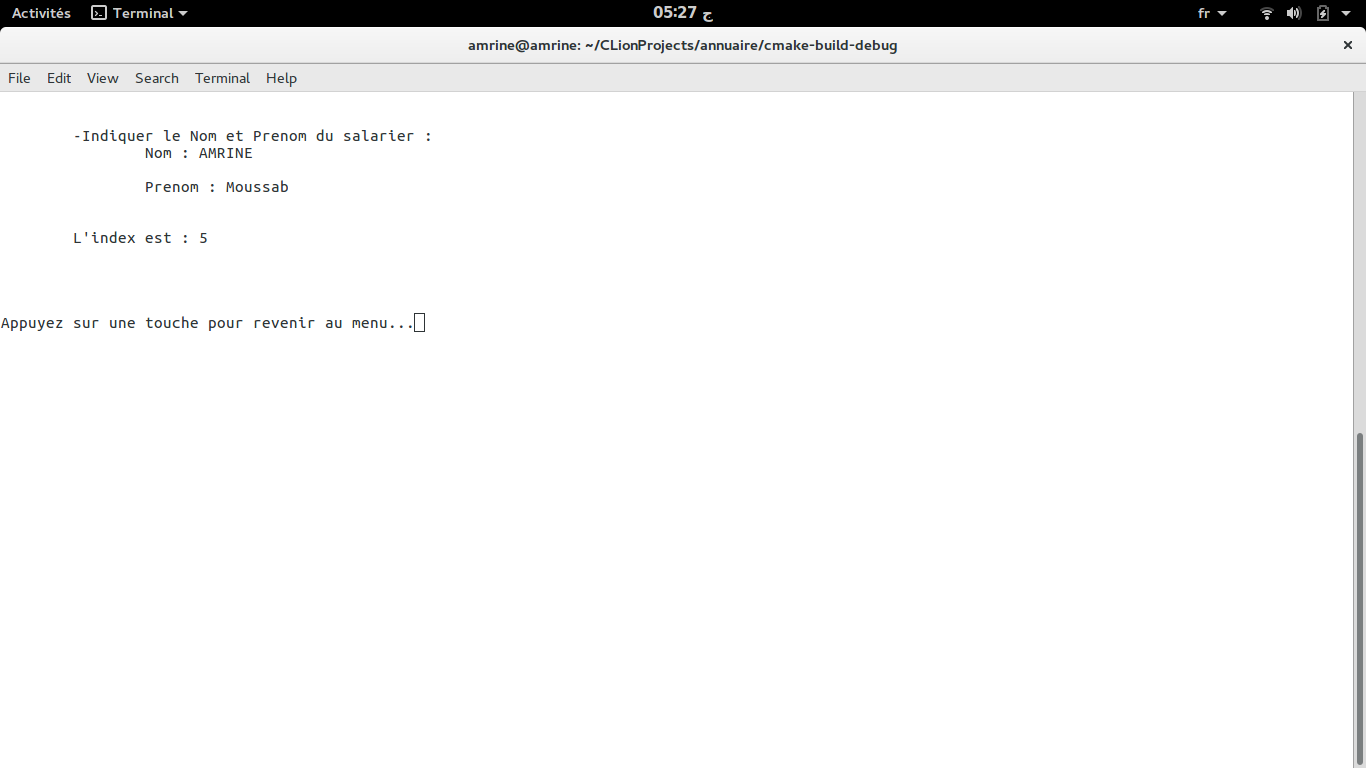 Activités Terminal 05:27 ج fr
amrine@amrine: ~/CLionProjects/annuaire/cmake-build-debug ×
File Edit View Search Terminal Help
-Indiquer le Nom et Prenom du salarier :
Nom : AMRINE
Prenom : Moussab
L'index est : 5
Appuyez sur une touche pour revenir au menu...